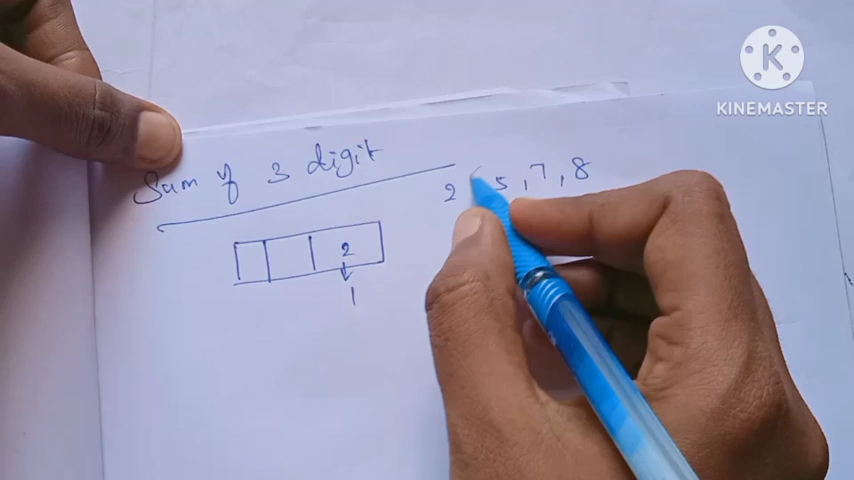 Sum of 3 digit
2 5, 7, 8
2
1
K
KINEMASTER